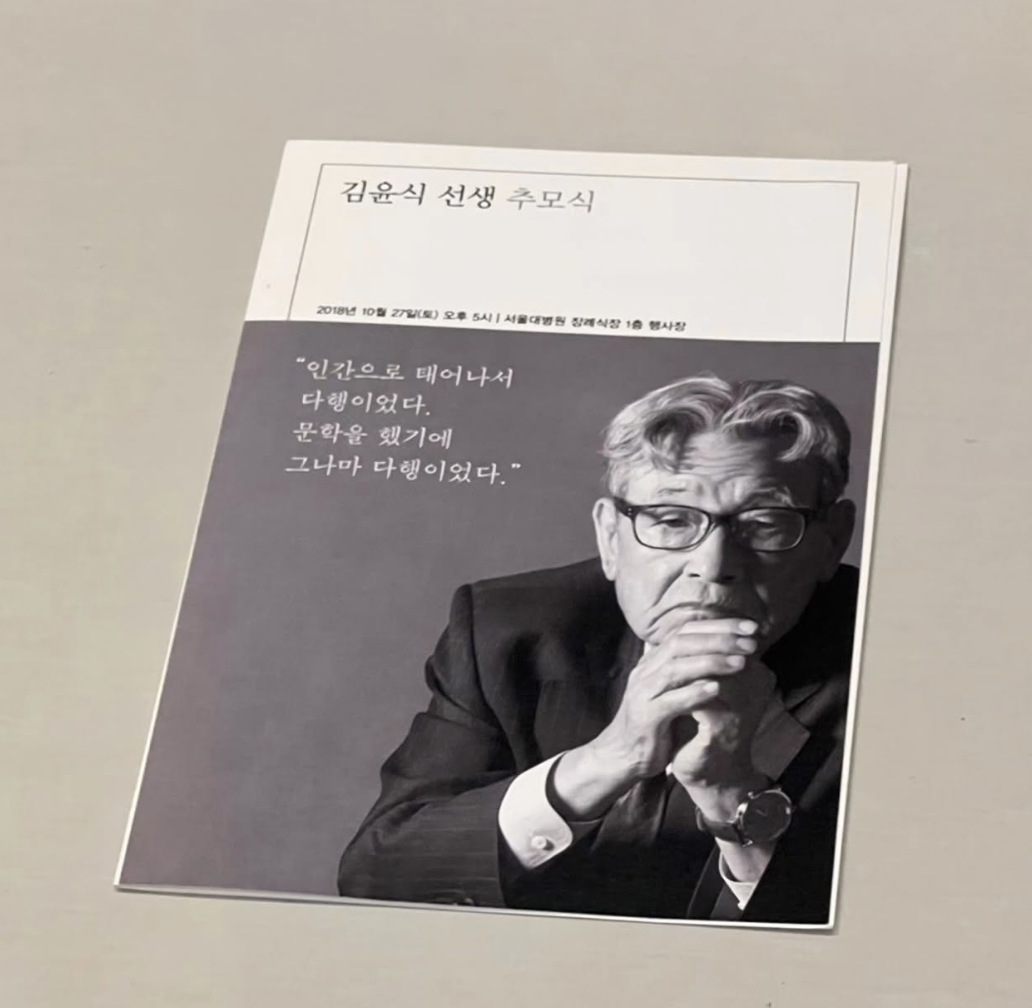 김윤식 선생 추모식
2018년 10월 27일(토) 오후 5시 | 서울대병원 장례식장 1층 행사장
“인간으로 태어나서
다행이었다.
문학을 했기에
그나마 다행이었다.”